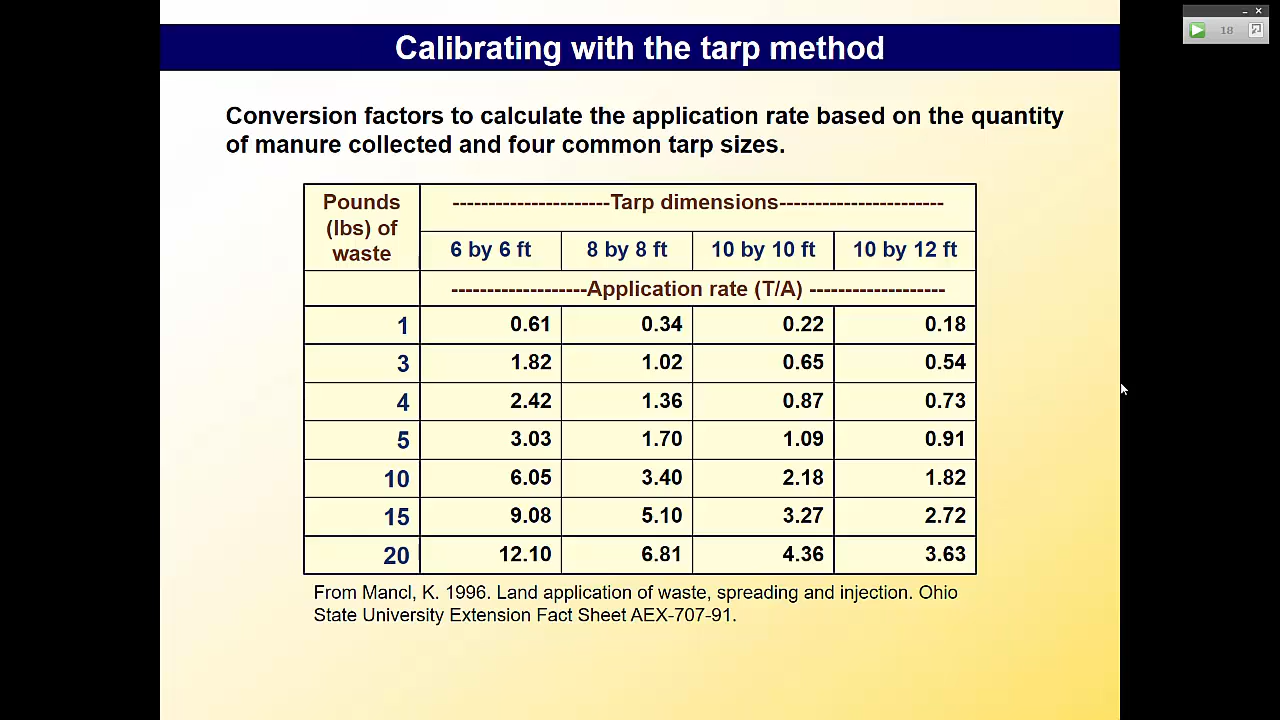 Calibrating with the tarp method
18
Conversion factors to calculate the application rate based on the quantity
of manure collected and four common tarp sizes.
Pounds (lbs) of waste ----------------------Tarp dimensions-----------------------
6 by 6 ft 8 by 8 ft 10 by 10 ft 10 by 12 ft
-------------------Application rate (T/A) -------------------
1 0.61 0.34 0.22 0.18
3 1.82 1.02 0.65 0.54
4 2.42 1.36 0.87 0.73
5 3.03 1.70 1.09 0.91
10 6.05 3.40 2.18 1.82
15 9.08 5.10 3.27 2.72
20 12.10 6.81 4.36 3.63
From Mancl, K. 1996. Land application of waste, spreading and injection. Ohio
State University Extension Fact Sheet AEX-707-91.